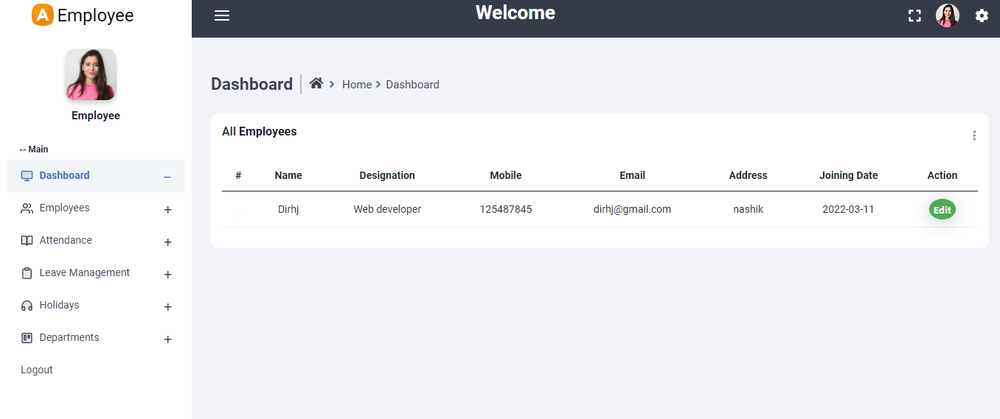 A Employee
Welcome
Employee
-- Main
Dashboard
Employees
Attendance
Leave Management
Holidays
Departments
Logout
Dashboard Home Dashboard
All Employees
# Name Designation Mobile Email Address Joining Date Action
Dirhj Web developer 125487845 dirhj@gmail.com nashik 2022-03-11 Edit